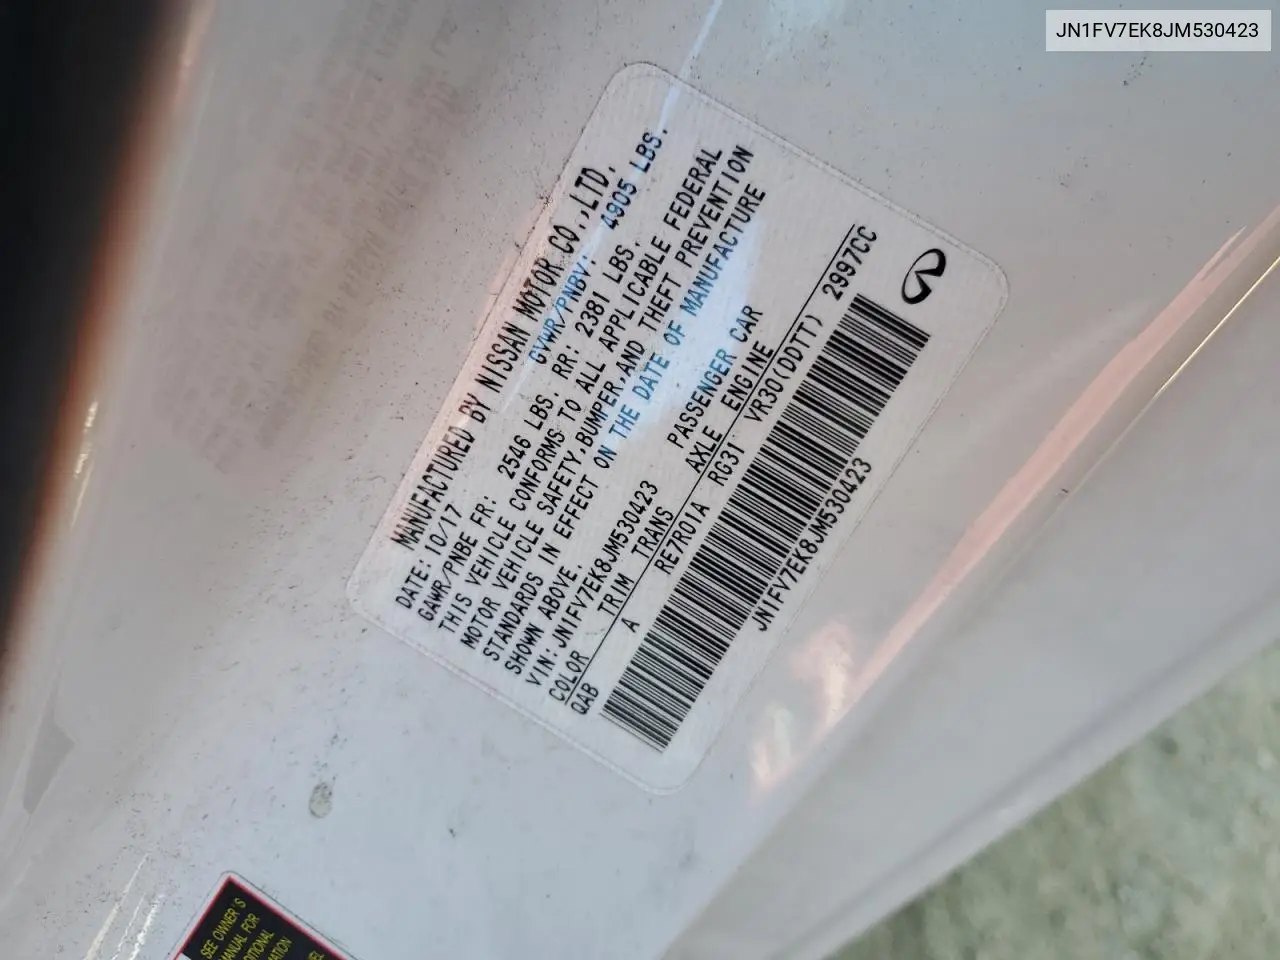 JN1FV7EK8JM530423
MANUFACTURED BY NISSAN MOTOR CO.,LTD.
DATE: 10/17 GVWR/PNBV: 4905 LBS.
GAWR/PNBE FR: 2546 LBS. RR: 2381 LBS.
THIS VEHICLE CONFORMS TO ALL APPLICABLE FEDERAL
MOTOR VEHICLE SAFETY,BUMPER,AND THEFT PREVENTION
STANDARDS IN EFFECT ON THE DATE OF MANUFACTURE
SHOWN ABOVE.
VIN: JN1FV7EK8JM530423 PASSENGER CAR
COLOR TRIM TRANS AXLE ENGINE
QAB A RE7R01A RG31 VR30(DDTT) 2997CC
JN1FV7EK8JM530423
SEE OWNER'S
MANUAL FOR